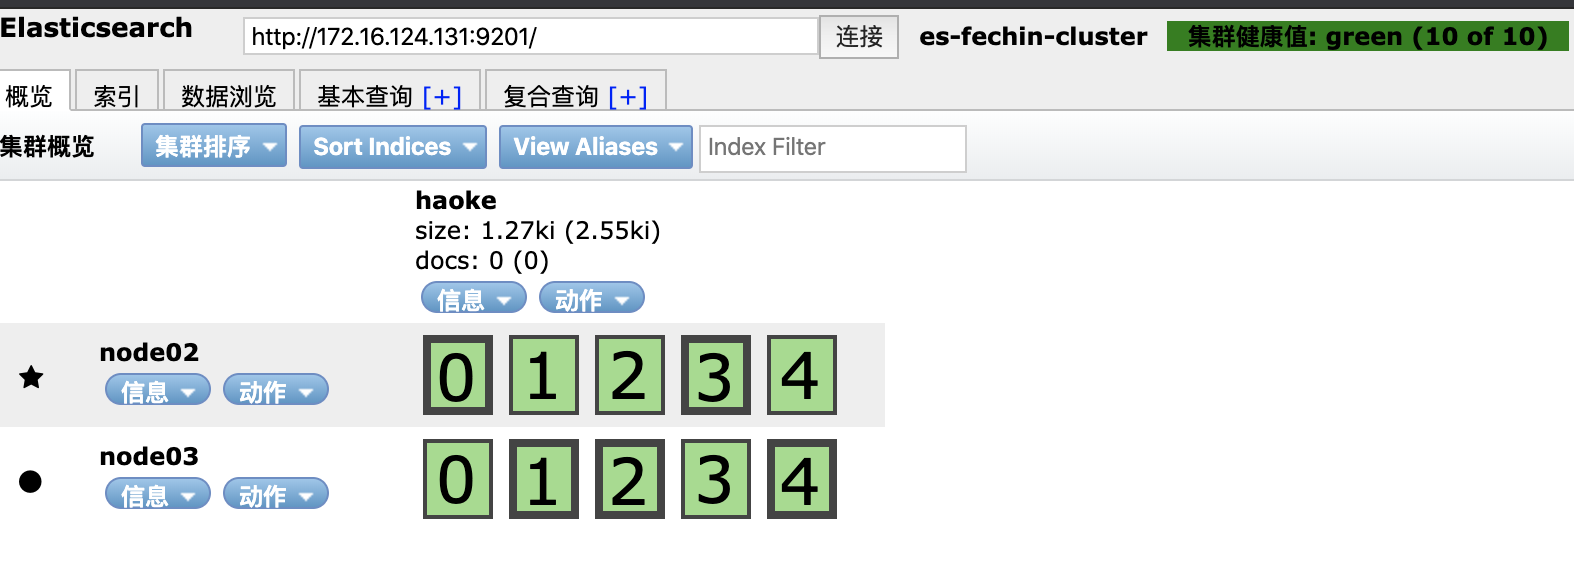 Elasticsearch http://172.16.124.131:9201/ 连接 es-fechin-cluster 集群健康值: green (10 of 10)
概览 索引 数据浏览 基本查询 [+] 复合查询 [+]
集群概览 集群排序 Sort Indices View Aliases Index Filter
haoke
size: 1.27ki (2.55ki)
docs: 0 (0)
信息 动作
node02
信息 动作
0 1 2 3 4
node03
信息 动作
0 1 2 3 4